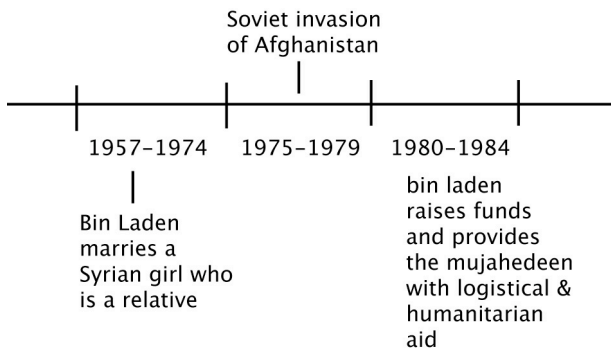 Soviet invasion
of Afghanistan
1957–1974
1975–1979
1980–1984
Bin Laden
marries a
Syrian girl who
is a relative
bin laden
raises funds
and provides
the mujahedeen
with logistical &
humanitarian
aid